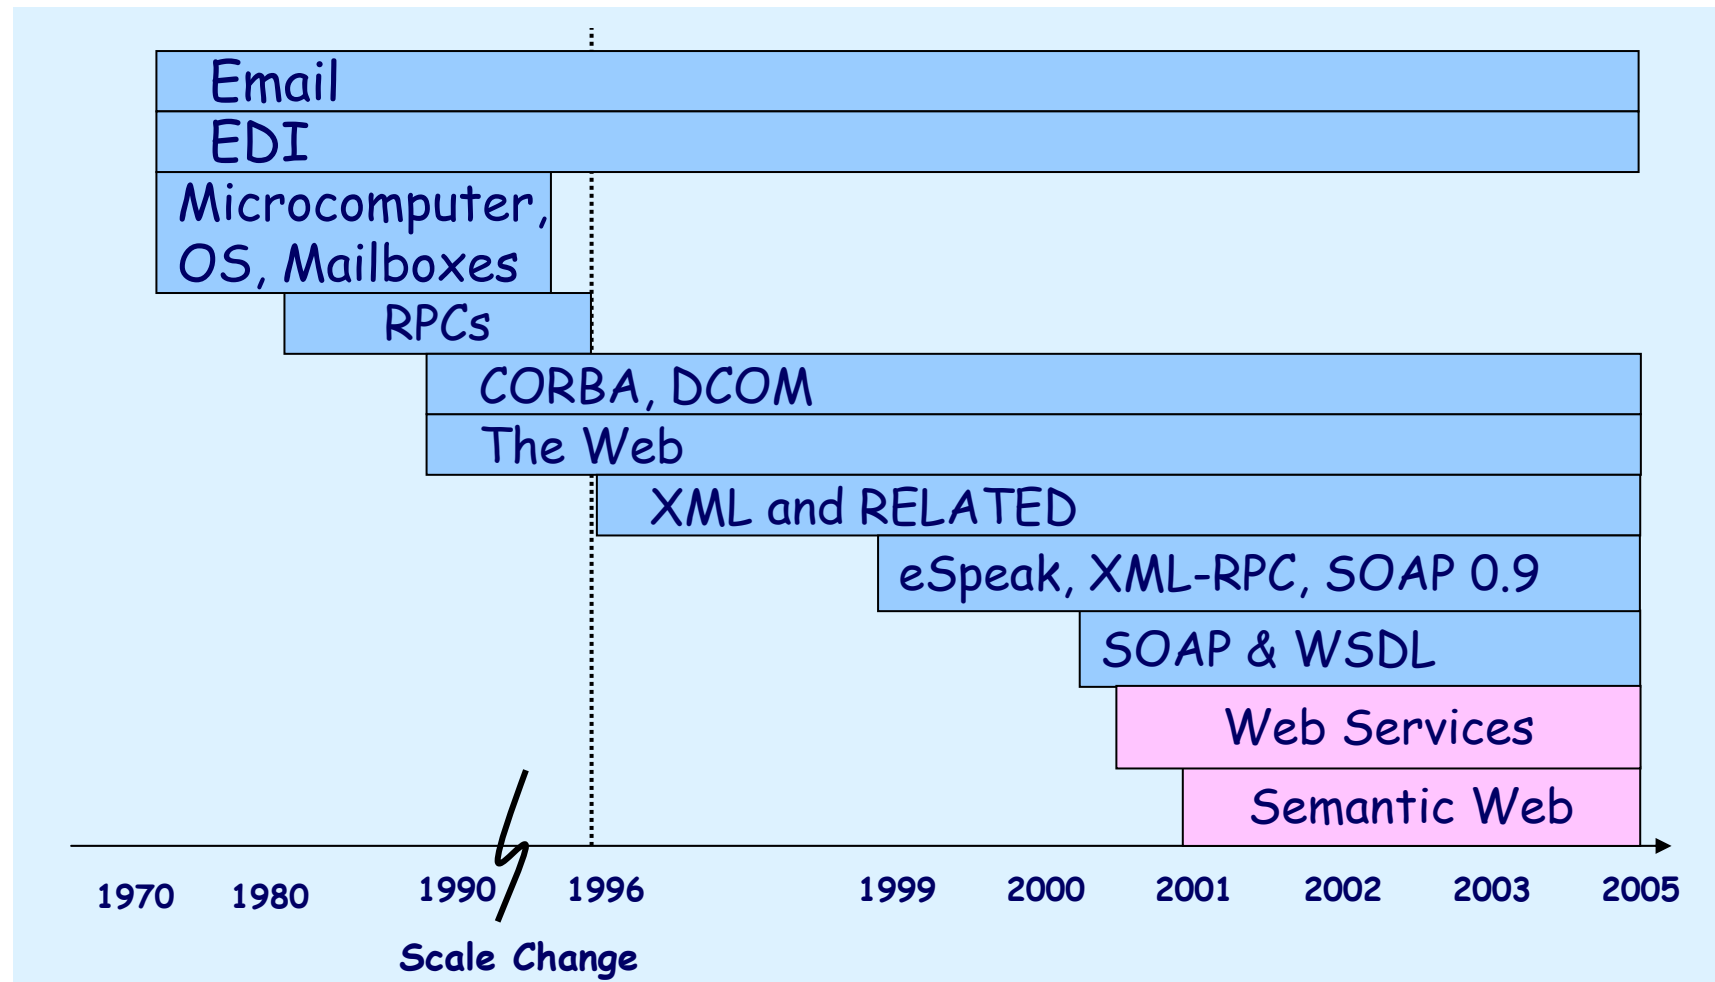 Email
EDI
Microcomputer,
OS, Mailboxes
RPCs
CORBA, DCOM
The Web
XML and RELATED
eSpeak, XML-RPC, SOAP 0.9
SOAP & WSDL
Web Services
Semantic Web
1970 1980 1990 1996 1999 2000 2001 2002 2003 2005
Scale Change